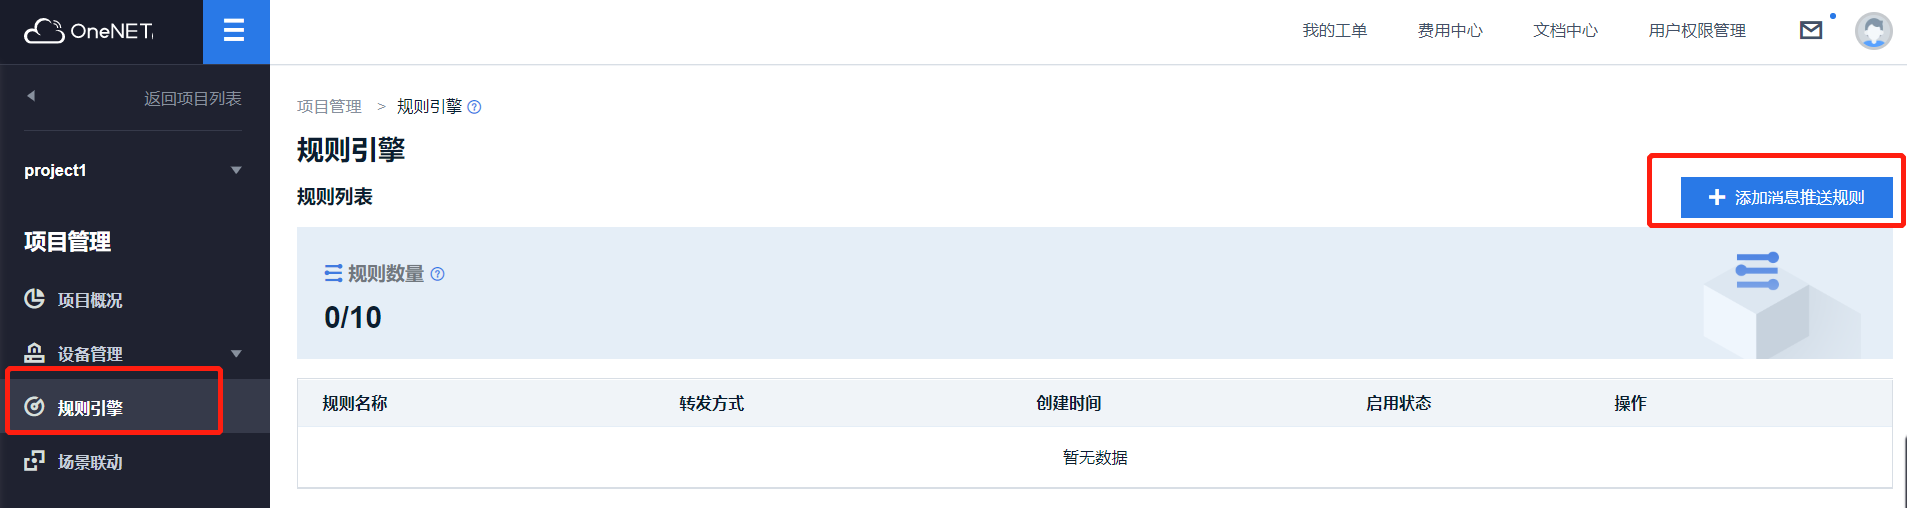 OneNET
我的工单 费用中心 文档中心 用户权限管理
返回项目列表
project1
项目管理
项目概况
设备管理
规则引擎
场景联动
项目管理 > 规则引擎 ?
规则引擎
规则列表
+ 添加消息推送规则
规则数量 ?
0/10
规则名称 转发方式 创建时间 启用状态 操作
暂无数据